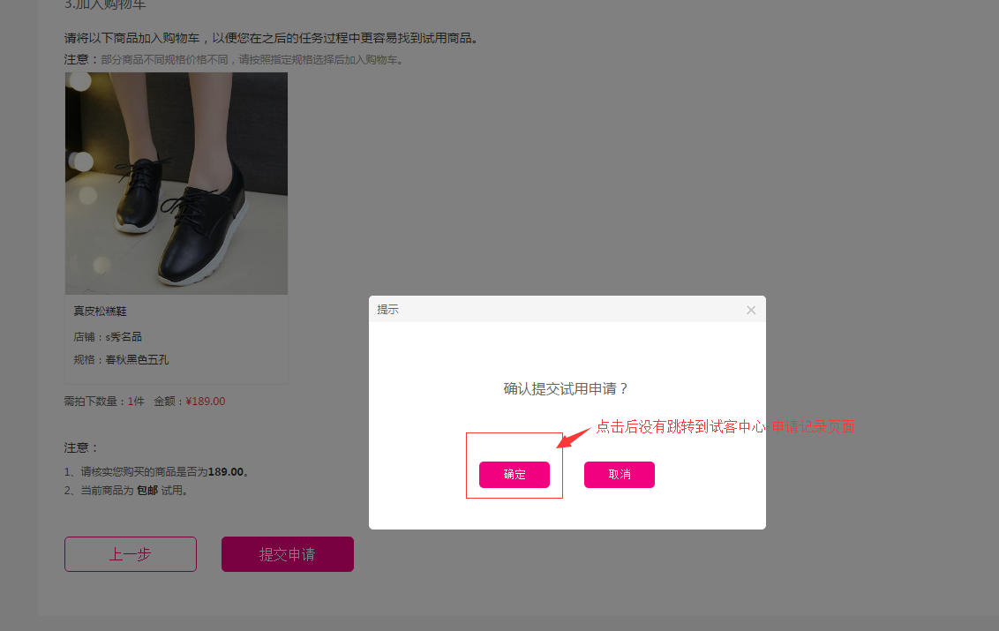 3.加入购物车
请将以下商品加入购物车，以便您在之后的任务过程中更容易找到试用商品。
注意：部分商品不同规格价格不同，请按照指定规格选择后加入购物车。
真皮松糕鞋
店铺：s秀名品
规格：春秋黑色五孔
需拍下数量：1件 金额：¥189.00
注意：
1、请核实您购买的商品是否为189.00。
2、当前商品为 包邮 试用。
上一步
提交申请
提示
确认提交试用申请？
点击后没有跳转到试客中心-申请记录页面
确定
取消